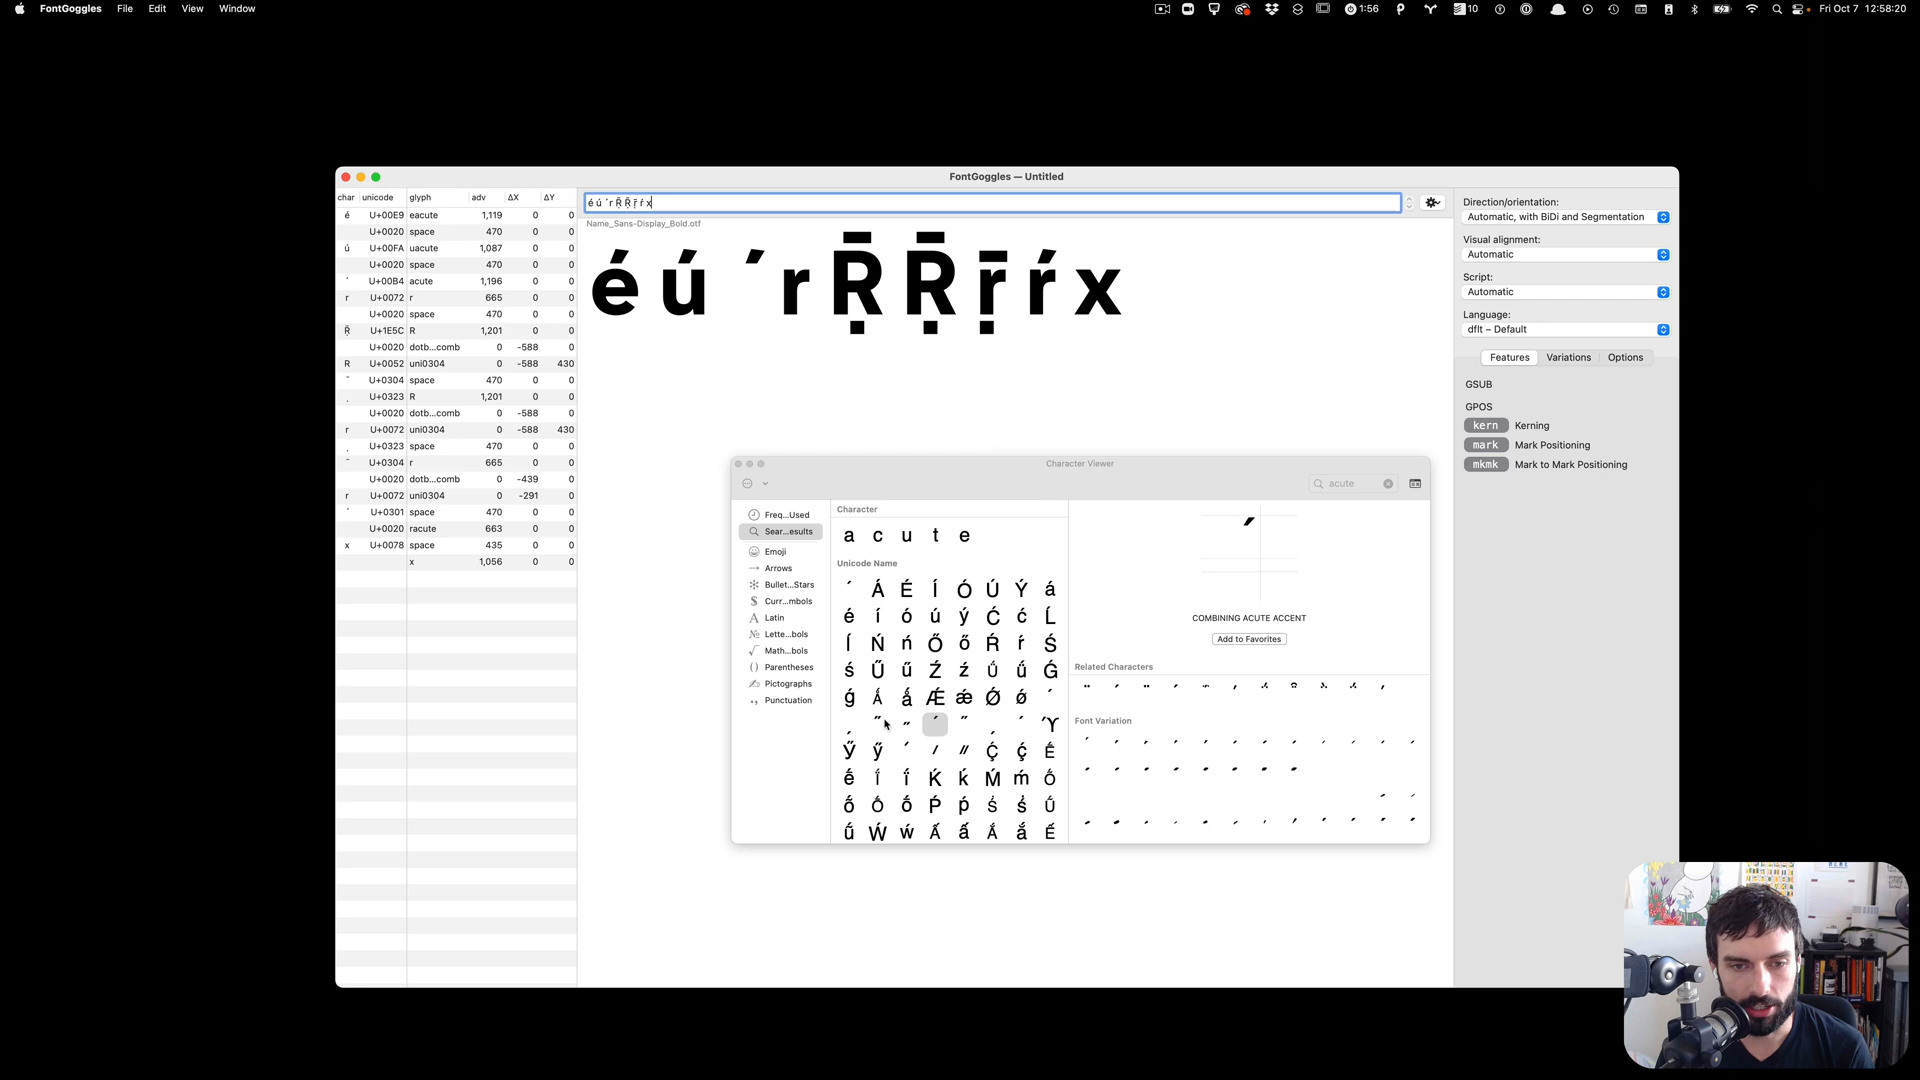 FontGoggles File Edit View Window
1:56 10 Fri Oct 7 12:58:20
FontGoggles — Untitled
char unicode glyph adv ΔX ΔY
é U+00E9 eacute 1,119 0 0
U+0020 space 470 0 0
ú U+00FA uacute 1,087 0 0
U+0020 space 470 0 0
´ U+00B4 acute 1,196 0 0
r U+0072 r 665 0 0
U+0020 space 470 0 0
Ṝ U+1E5C R 1,201 0 0
U+0020 dotb...comb 0 -588 0
R U+0052 uni0304 0 -588 430
̄ U+0304 space 470 0 0
̣ U+0323 R 1,201 0 0
U+0020 dotb...comb 0 -588 0
r U+0072 uni0304 0 -588 430
̣ U+0323 space 470 0 0
̄ U+0304 r 665 0 0
U+0020 dotb...comb 0 -439 0
r U+0072 uni0304 0 -291 0
́ U+0301 space 470 0 0
U+0020 racute 663 0 0
x U+0078 space 435 0 0
x 1,056 0 0
é ú ´r Ṝ Ṝ ṝ ŕ x
Name_Sans-Display_Bold.otf
é ú ´r Ṝ Ṝ ṝ ŕ x
Direction/orientation:
Automatic, with BiDi and Segmentation
Visual alignment:
Automatic
Script:
Automatic
Language:
dflt – Default
Features Variations Options
GSUB
GPOS
kern Kerning
mark Mark Positioning
mkmk Mark to Mark Positioning
Character Viewer
acute
Freq...Used
Sear...esults
Emoji
Arrows
Bullet...Stars
Curr...mbols
Latin
Lette...bols
Math...bols
Parentheses
Pictographs
Punctuation
Character
a c u t e
Unicode Name
´ Á É Í Ó Ú Ý á
é í ó ú ý Ć ć Ĺ
ĺ Ń ń Ő ő Ŕ ŕ Ś
ś Ű ű Ź ź Ǘ ǘ Ǵ
ǵ Ǻ ǻ Ǽ ǽ Ǿ ǿ
Ӳ ӳ Ḉ ḉ Ḗ
ḗ Ḯ ḯ Ḱ ḱ Ḿ ḿ Ṍ
ṍ Ṓ ṓ Ṕ ṕ Ṥ ṥ Ṹ
ṹ Ẃ ẃ Ấ ấ Ắ ắ Ế
COMBINING ACUTE ACCENT
Add to Favorites
Related Characters
Font Variation